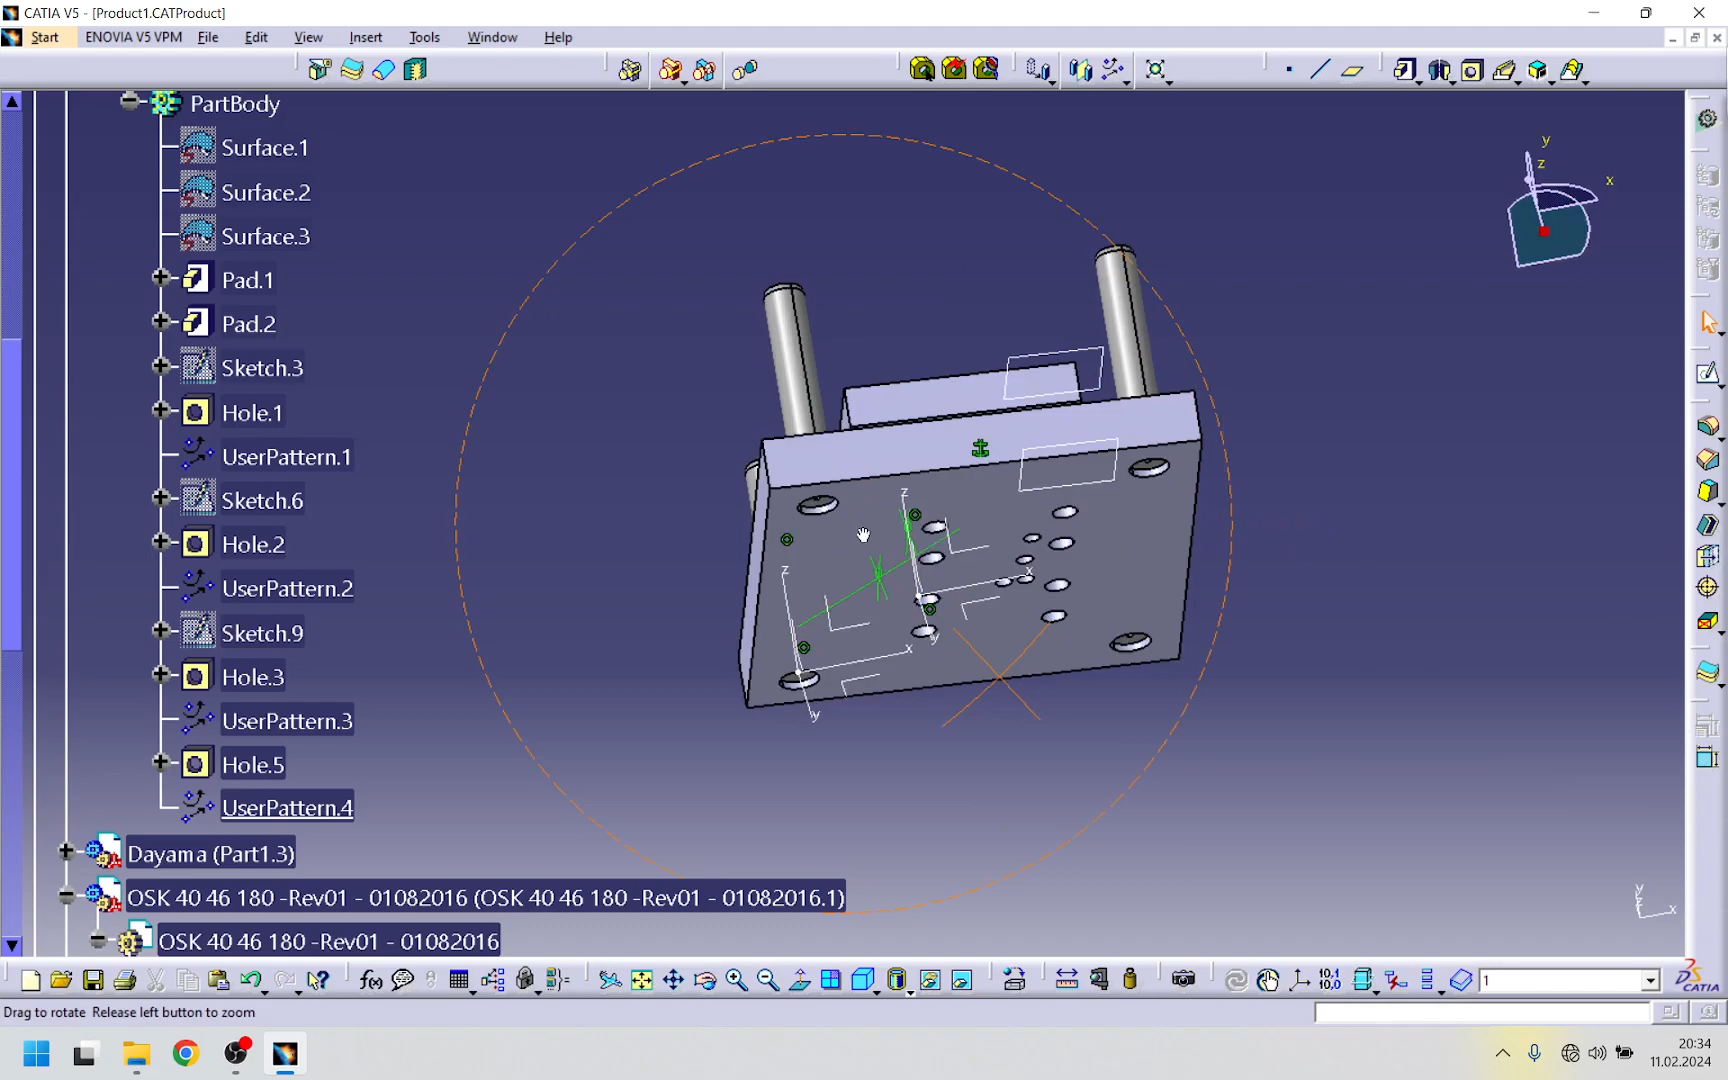 CATIA V5 - [Product1.CATProduct]
Start ENOVIA V5 VPM File Edit View Insert Tools Window Help
PartBody
Surface.1
Surface.2
Surface.3
Pad.1
Pad.2
Sketch.3
Hole.1
UserPattern.1
Sketch.6
Hole.2
UserPattern.2
Sketch.9
Hole.3
UserPattern.3
Hole.5
UserPattern.4
Dayama (Part1.3)
OSK 40 46 180 -Rev01 - 01082016 (OSK 40 46 180 -Rev01 - 01082016.1)
OSK 40 46 180 -Rev01 - 01082016
y
z
x
z
x
y
z
x
y
y
z
x
1
CATIA
Drag to rotate Release left button to zoom
20:34
11.02.2024